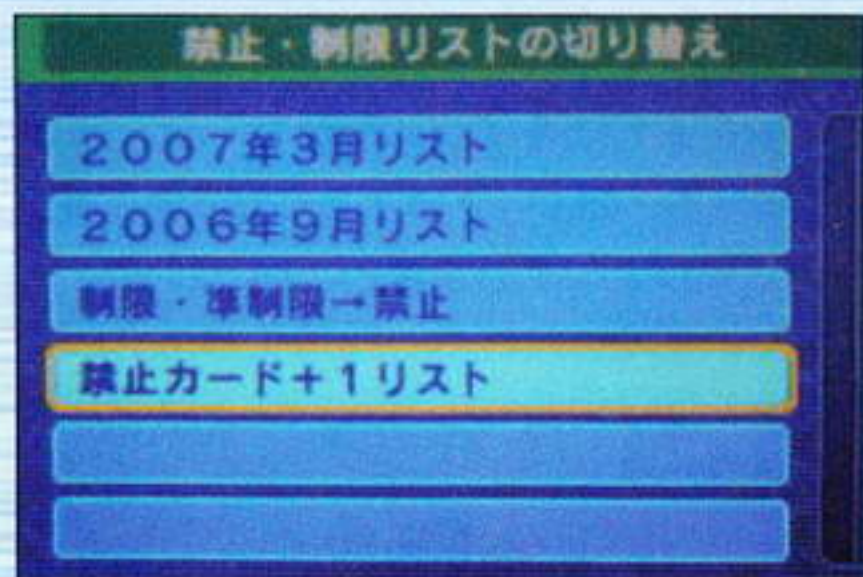 禁止・制限リストの切り替え
2007年3月リスト
2006年9月リスト
制限・準制限→禁止
禁止カード+1リスト